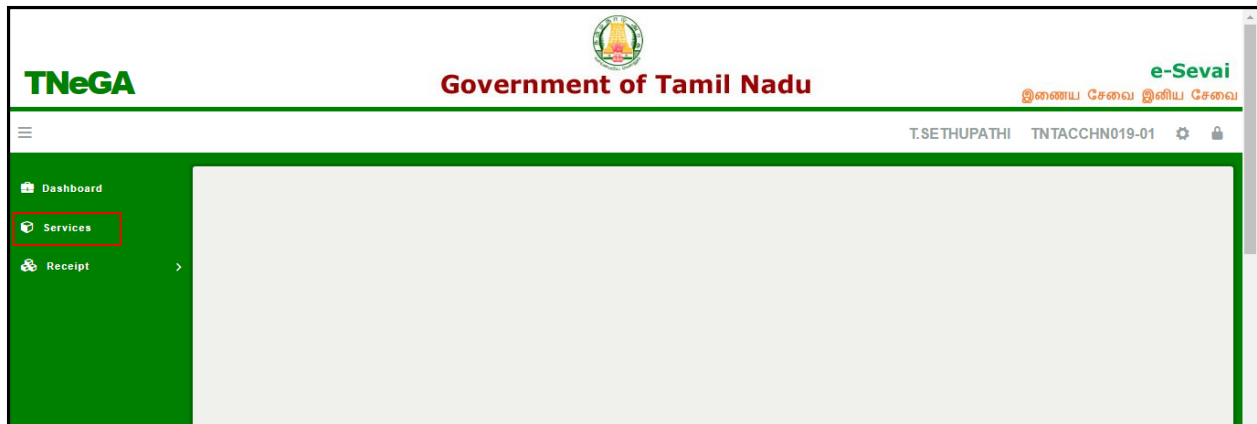 TNeGA
Government of Tamil Nadu
e-Sevai
இணைய சேவை இனிய சேவை
T.SETHUPATHI TNTACCHN019-01
Dashboard
Services
Receipt